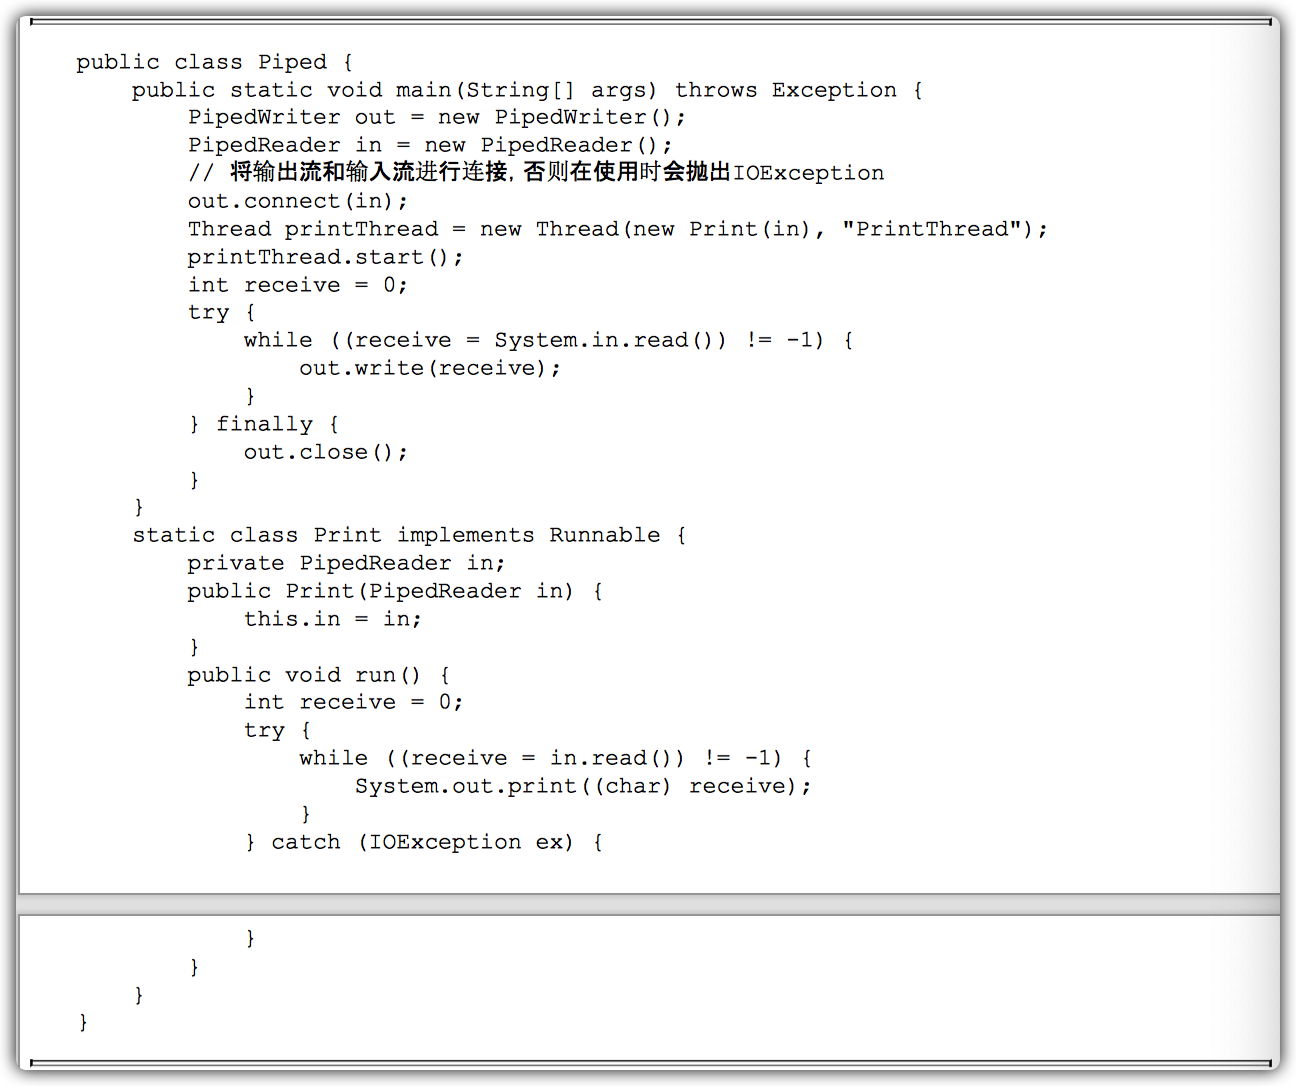 public class Piped {
    public static void main(String[] args) throws Exception {
        PipedWriter out = new PipedWriter();
        PipedReader in = new PipedReader();
        // 将输出流和输入流进行连接, 否则在使用时会抛出IOException
        out.connect(in);
        Thread printThread = new Thread(new Print(in), "PrintThread");
        printThread.start();
        int receive = 0;
        try {
            while ((receive = System.in.read()) != -1) {
                out.write(receive);
            }
        } finally {
            out.close();
        }
    }
    static class Print implements Runnable {
        private PipedReader in;
        public Print(PipedReader in) {
            this.in = in;
        }
        public void run() {
            int receive = 0;
            try {
                while ((receive = in.read()) != -1) {
                    System.out.print((char) receive);
                }
            } catch (IOException ex) {
            }
        }
    }
}